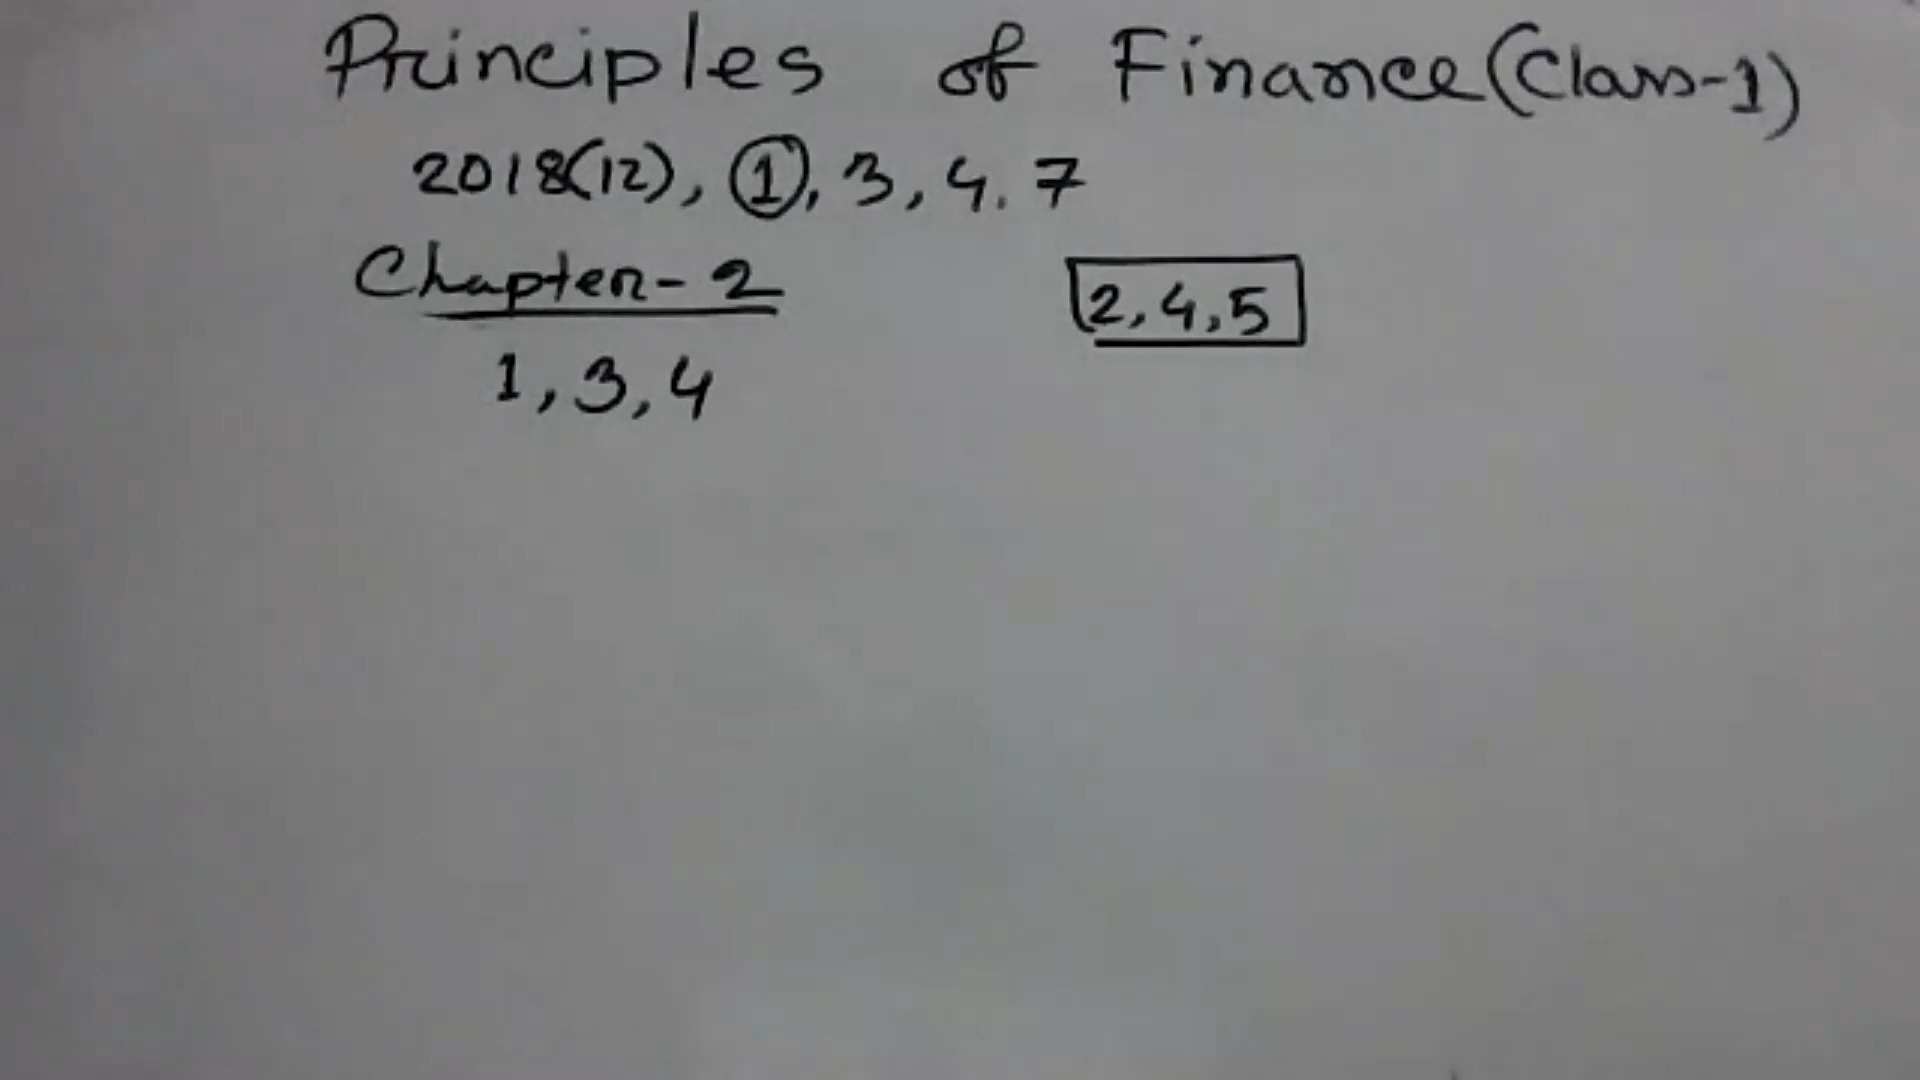 Principles of Finance (Class-1)
2018(12), 1, 3, 4. 7
Chapter-2
2,4,5
1,3,4